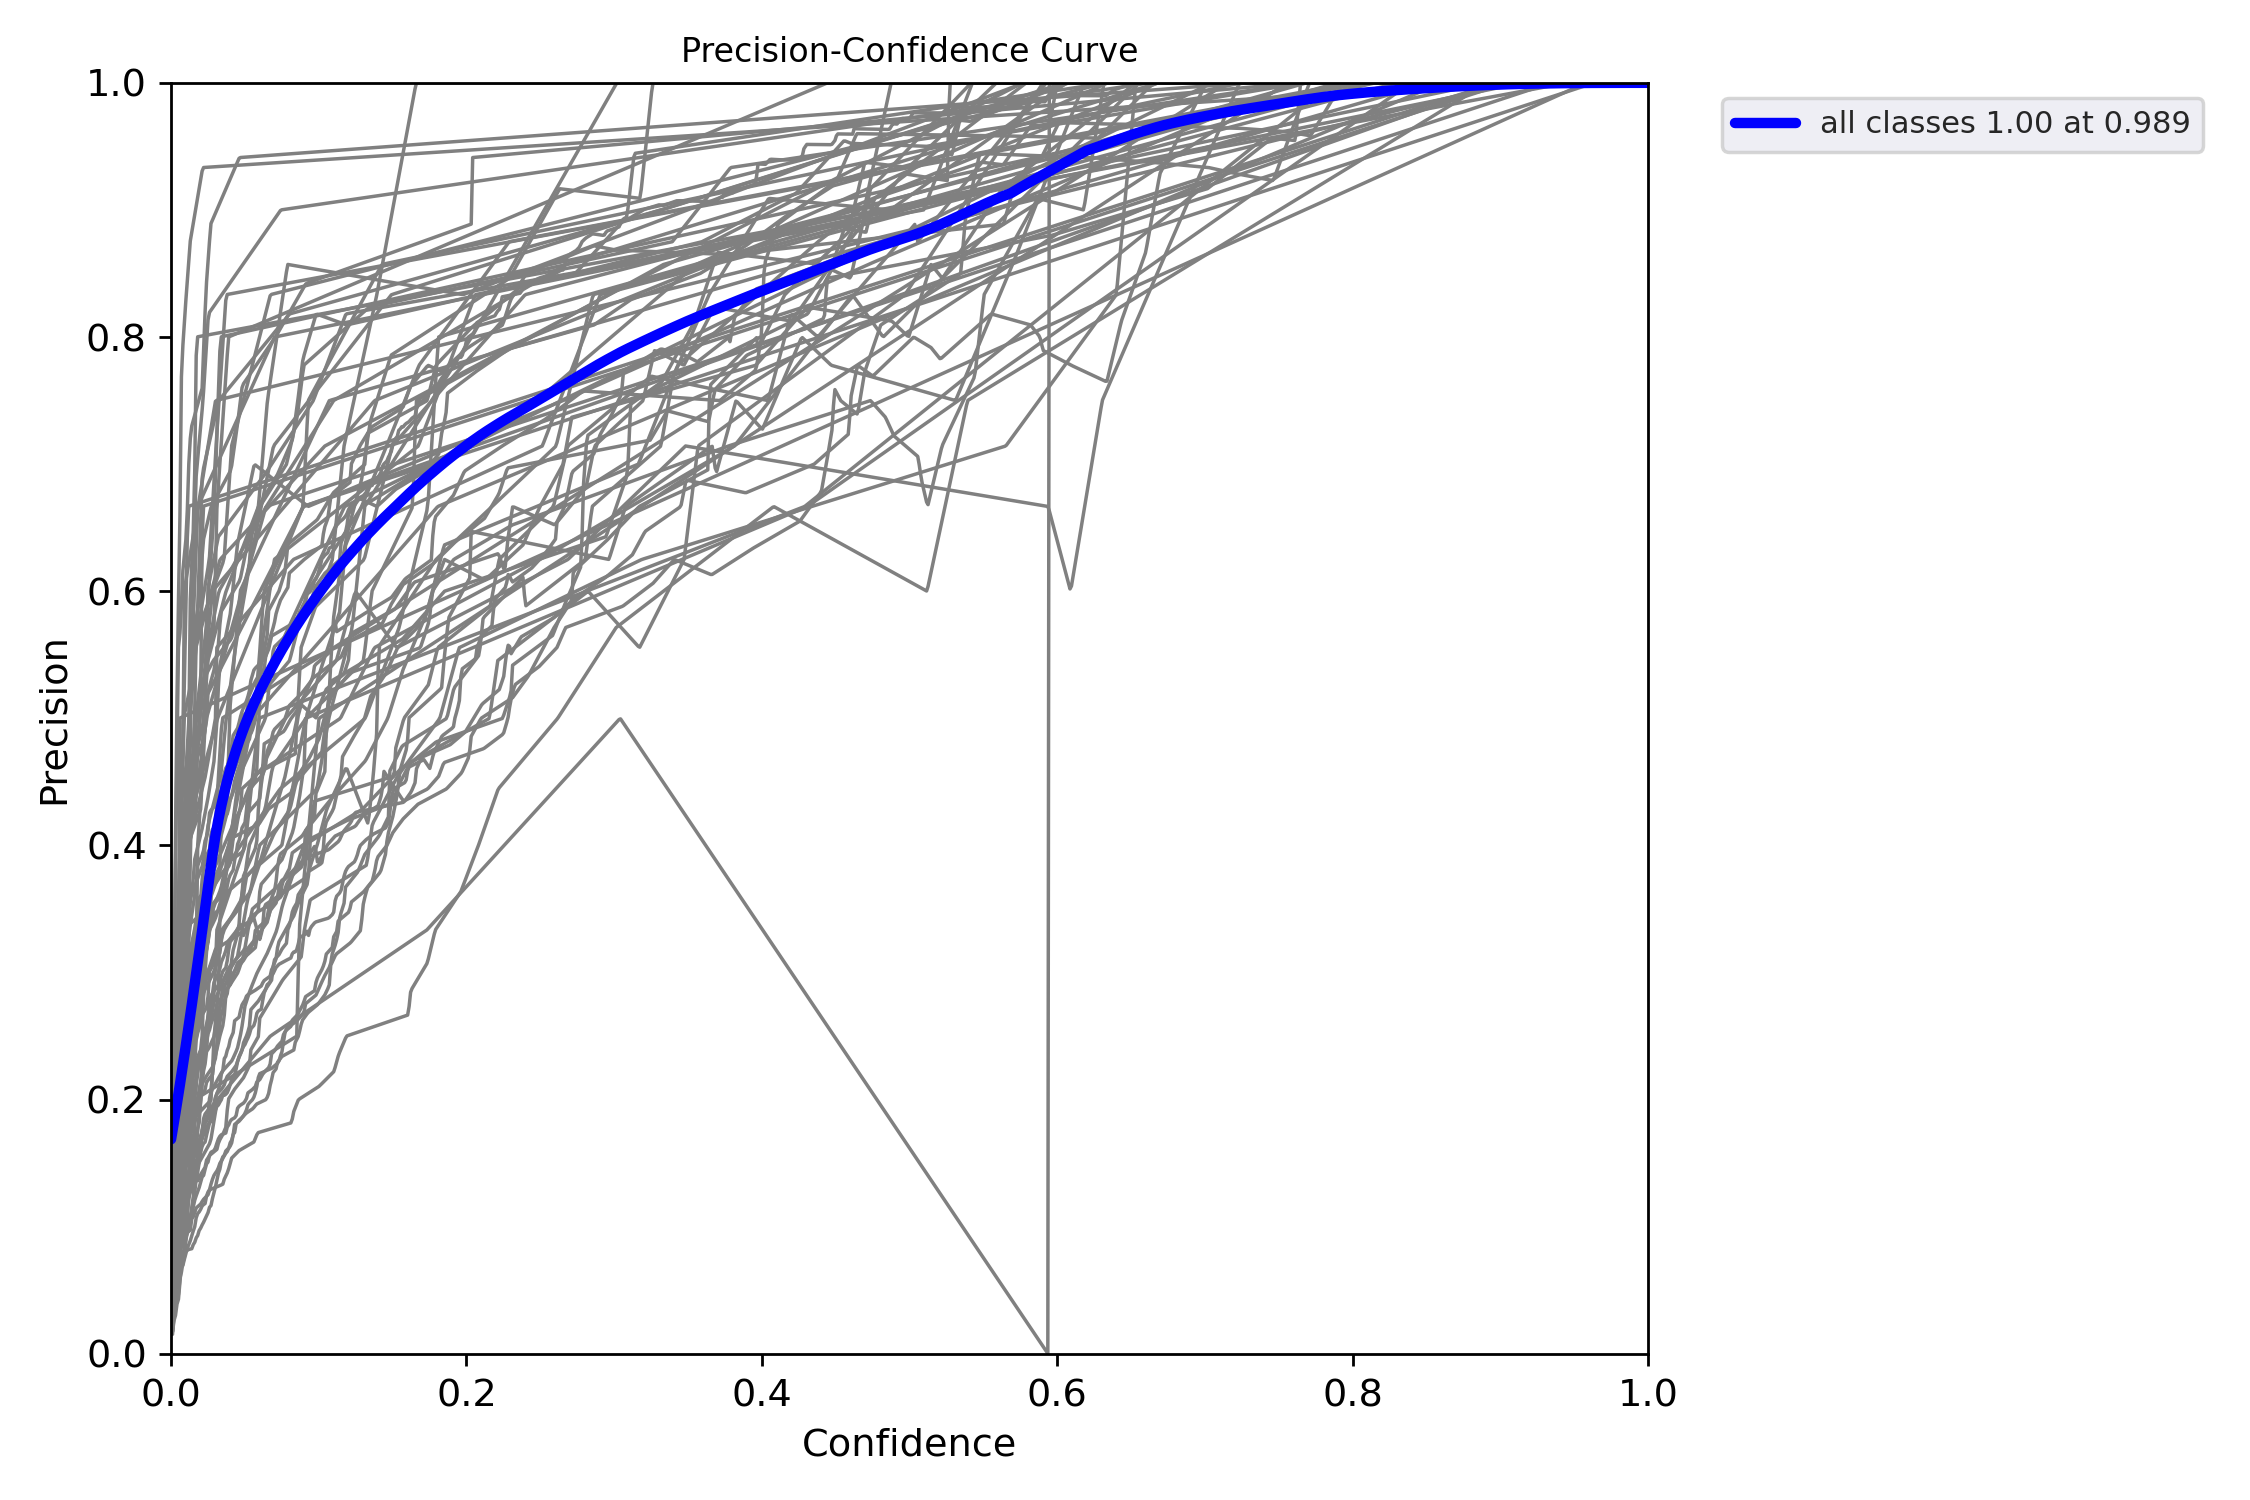 Precision-Confidence Curve
1.0
0.8
0.6
0.4
0.2
0.0
Precision
0.0 0.2 0.4 0.6 0.8 1.0
Confidence
all classes 1.00 at 0.989